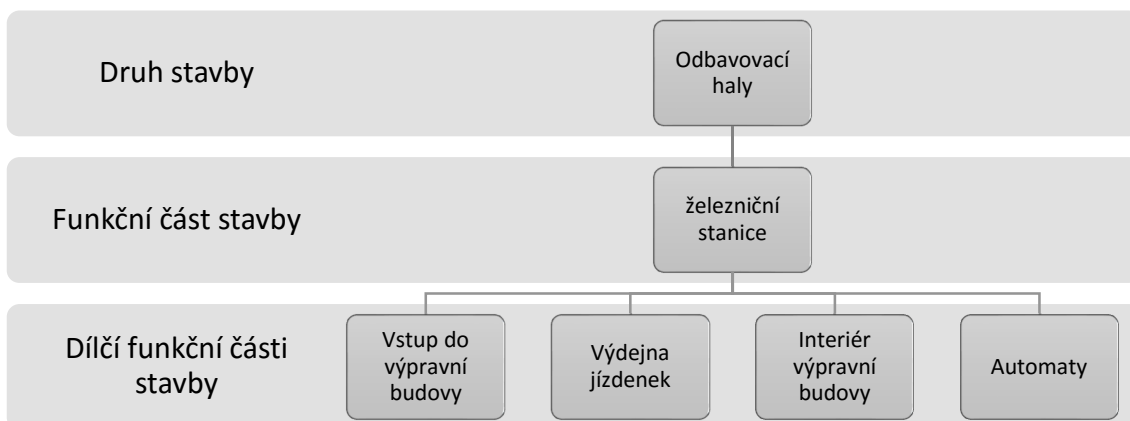 Druh stavby
Odbavovací
haly
Funkční část stavby
železniční
stanice
Dílčí funkční části
stavby
Vstup do
výpravní
budovy
Výdejna
jízdenek
Interiér
výpravní
budovy
Automaty